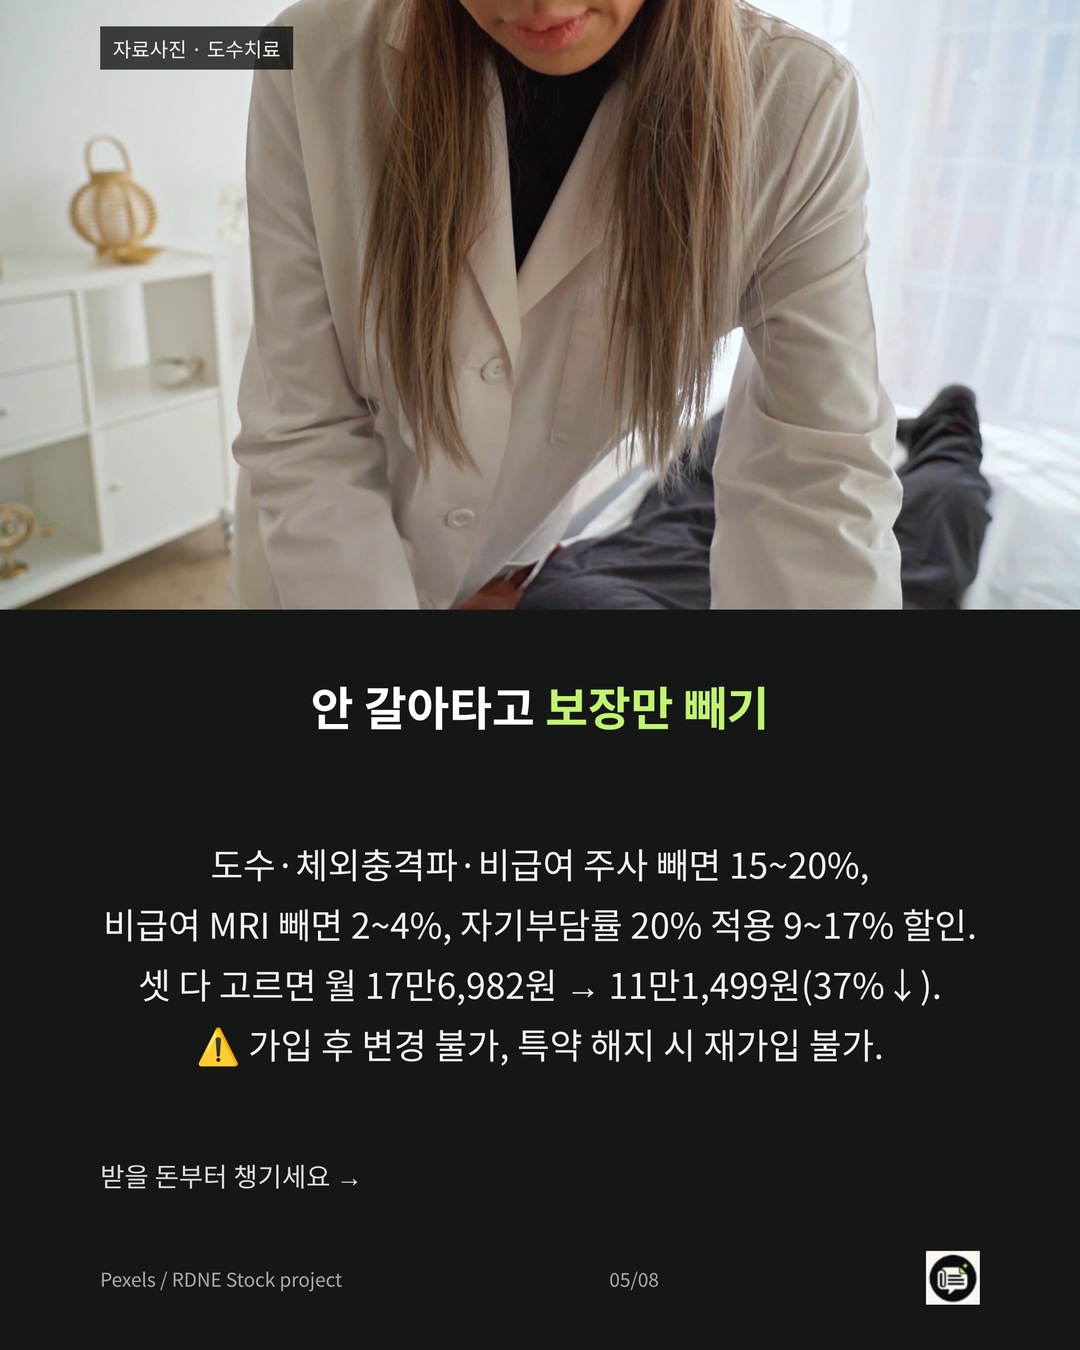 자료사진 · 도수치료
안 갈아타고 보장만 빼기
도수·체외충격파·비급여 주사 빼면 15~20%,
비급여 MRI 빼면 2~4%, 자기부담률 20% 적용 9~17% 할인.
셋 다 고르면 월 17만6,982원 → 11만1,499원(37%↓).
⚠️ 가입 후 변경 불가, 특약 해지 시 재가입 불가.
받을 돈부터 챙기세요 →
Pexels / RDNE Stock project
05/08